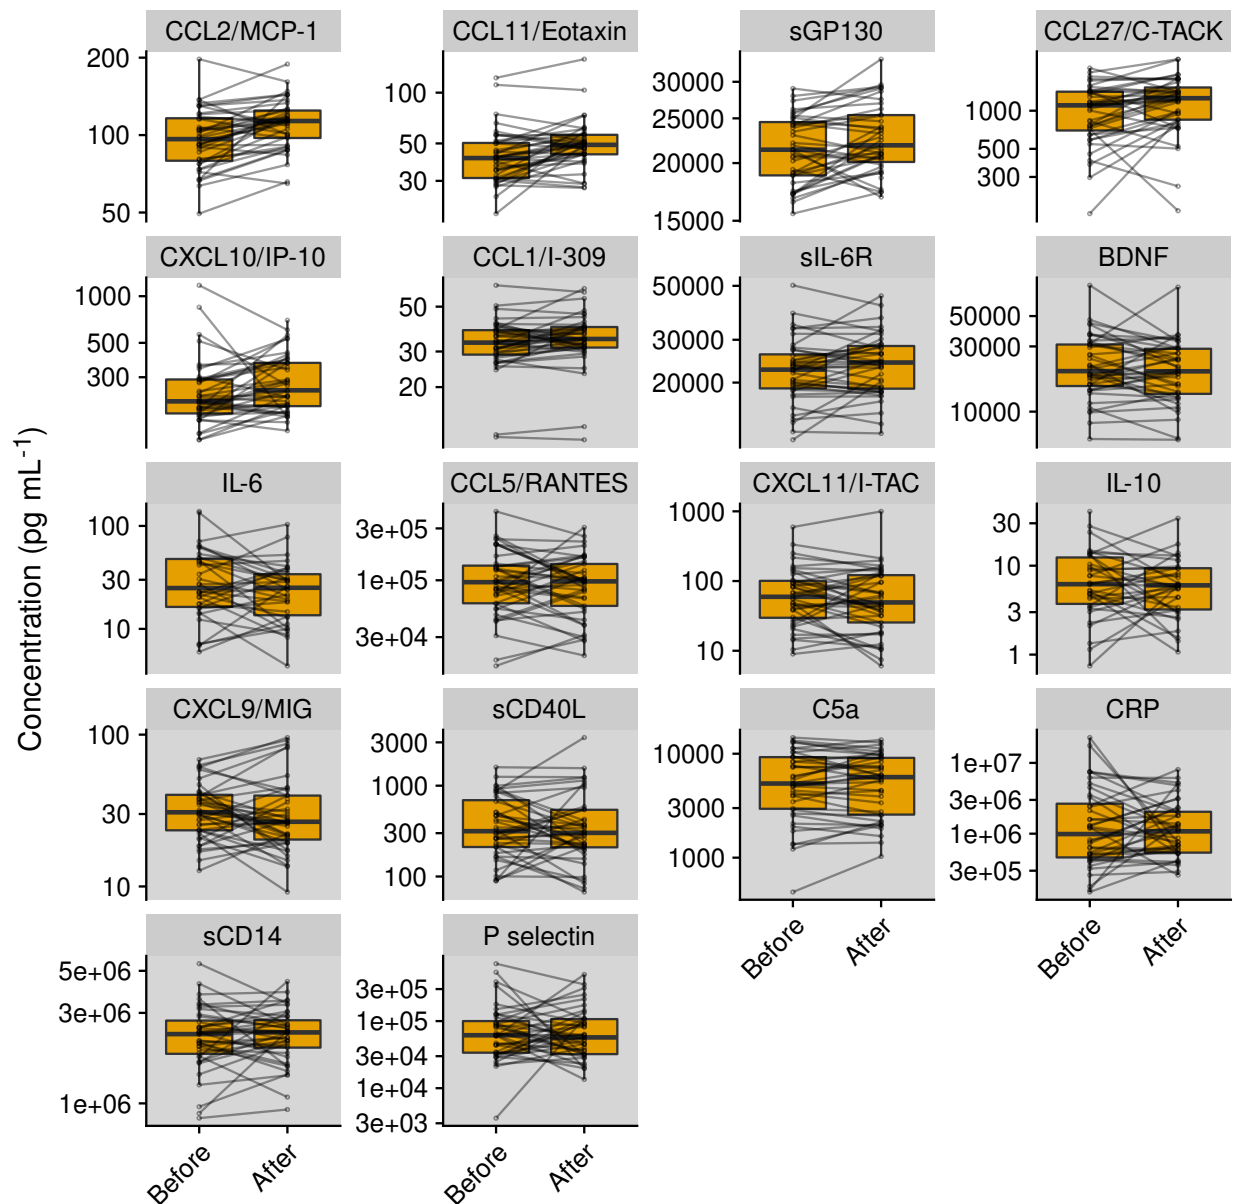 Concentration (pg mL-1)
CCL2/MCP-1
200
100
50
CCL11/Eotaxin
100
50
30
sGP130
30000
25000
20000
15000
CCL27/C-TACK
1000
500
300
CXCL10/IP-10
1000
500
300
CCL1/I-309
50
30
20
sIL-6R
50000
30000
20000
BDNF
50000
30000
10000
IL-6
100
30
10
CCL5/RANTES
3e+05
1e+05
3e+04
CXCL11/I-TAC
1000
100
10
IL-10
30
10
3
1
CXCL9/MIG
100
30
10
sCD40L
3000
1000
300
100
C5a
10000
3000
1000
Before
After
CRP
1e+07
3e+06
1e+06
3e+05
Before
After
sCD14
5e+06
3e+06
1e+06
Before
After
P selectin
3e+05
1e+05
3e+04
1e+04
3e+03
Before
After